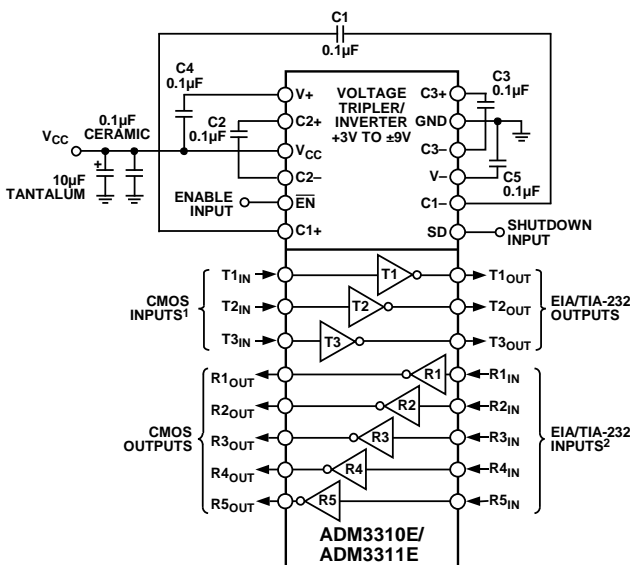 C1
0.1µF
C4
0.1µF
C2
0.1µF
0.1µF
CERAMIC
VCC
+
10µF
TANTALUM
ENABLE
INPUT
V+
C2+
VCC
C2–
EN
C1+
VOLTAGE
TRIPLER/
INVERTER
+3V TO ±9V
C3+
GND
C3–
V–
C1–
SD
C3
0.1µF
C5
0.1µF
SHUTDOWN
INPUT
CMOS
INPUTS1
T1IN
T1
T1OUT
T2IN
T2
T2OUT
T3IN
T3
T3OUT
EIA/TIA-232
OUTPUTS
CMOS
OUTPUTS
R1OUT
R1
R1IN
R2OUT
R2
R2IN
R3OUT
R3
R3IN
R4OUT
R4
R4IN
R5OUT
R5
R5IN
EIA/TIA-232
INPUTS2
ADM3310E/
ADM3311E